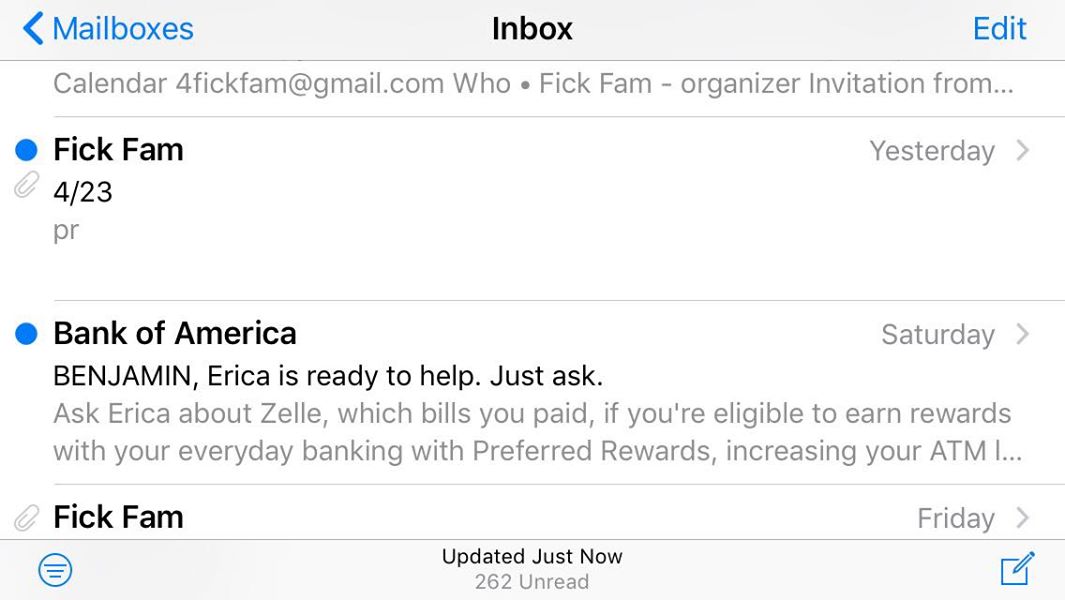 Mailboxes Inbox Edit
Calendar 4fickfam@gmail.com Who • Fick Fam - organizer Invitation from...
Fick Fam Yesterday
4/23
pr
Bank of America Saturday
BENJAMIN, Erica is ready to help. Just ask.
Ask Erica about Zelle, which bills you paid, if you're eligible to earn rewards
with your everyday banking with Preferred Rewards, increasing your ATM l...
Fick Fam Friday
Updated Just Now
262 Unread